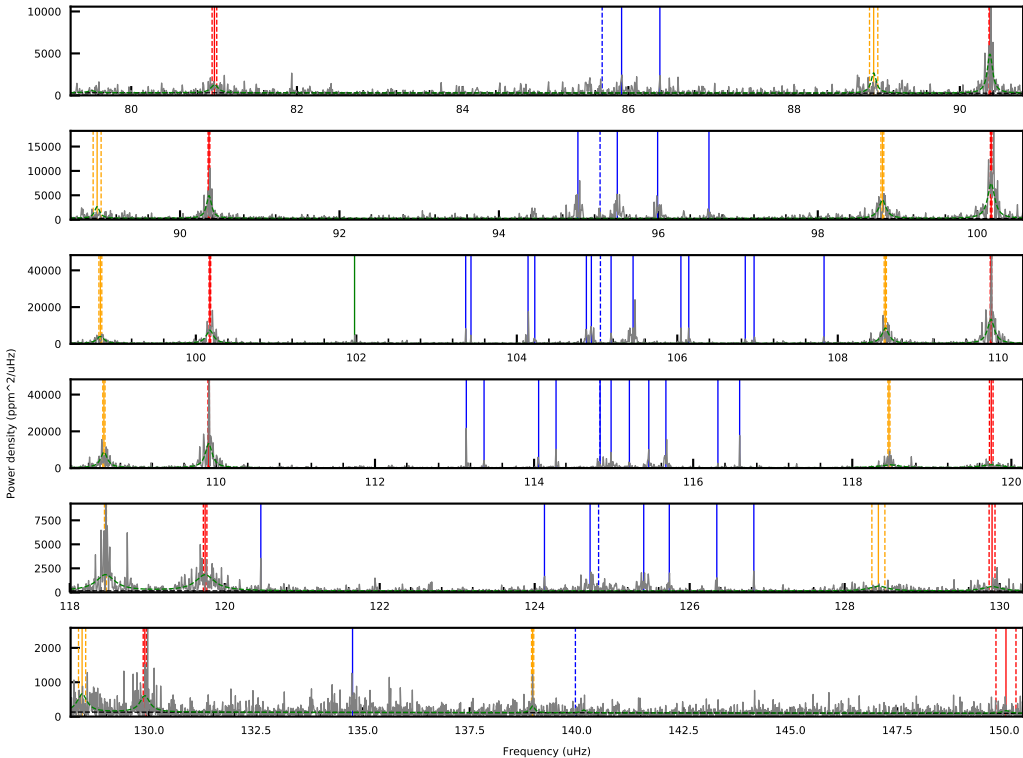 10000
5000
0
80 82 84 86 88 90
15000
10000
5000
0
90 92 94 96 98 100
40000
20000
0
100 102 104 106 108 110
Power density (ppm^2/uHz)
40000
20000
0
110 112 114 116 118 120
7500
5000
2500
0
118 120 122 124 126 128 130
2000
1000
0
130.0 132.5 135.0 137.5 140.0 142.5 145.0 147.5 150.0
Frequency (uHz)